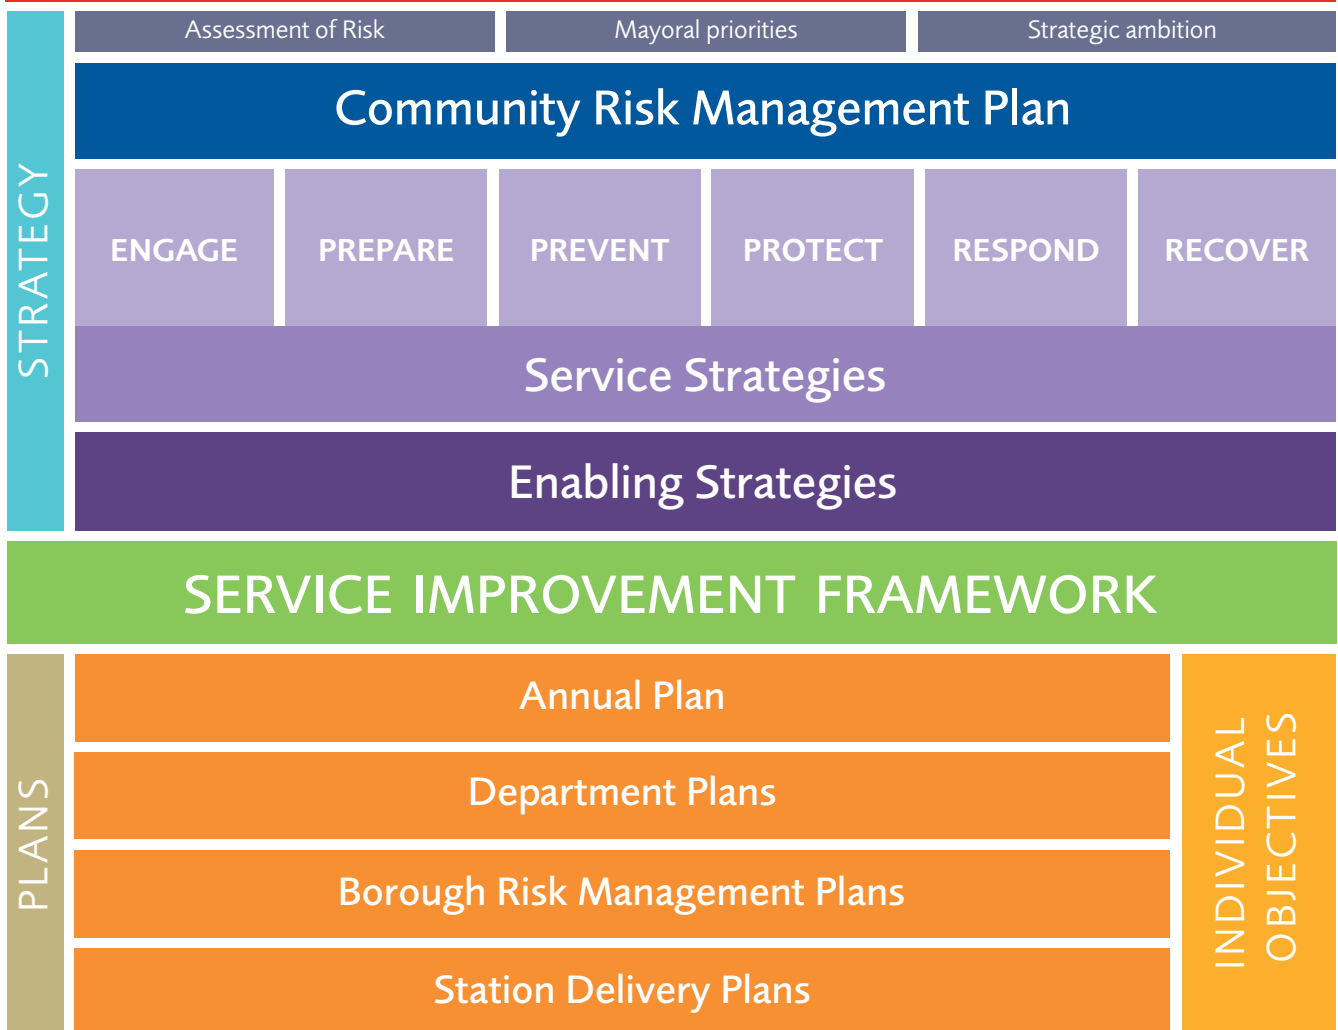 Assessment of Risk
Mayoral priorities
Strategic ambition
STRATEGY
Community Risk Management Plan
ENGAGE
PREPARE
PREVENT
PROTECT
RESPOND
RECOVER
Service Strategies
Enabling Strategies
SERVICE IMPROVEMENT FRAMEWORK
PLANS
Annual Plan
Department Plans
Borough Risk Management Plans
Station Delivery Plans
INDIVIDUAL
OBJECTIVES